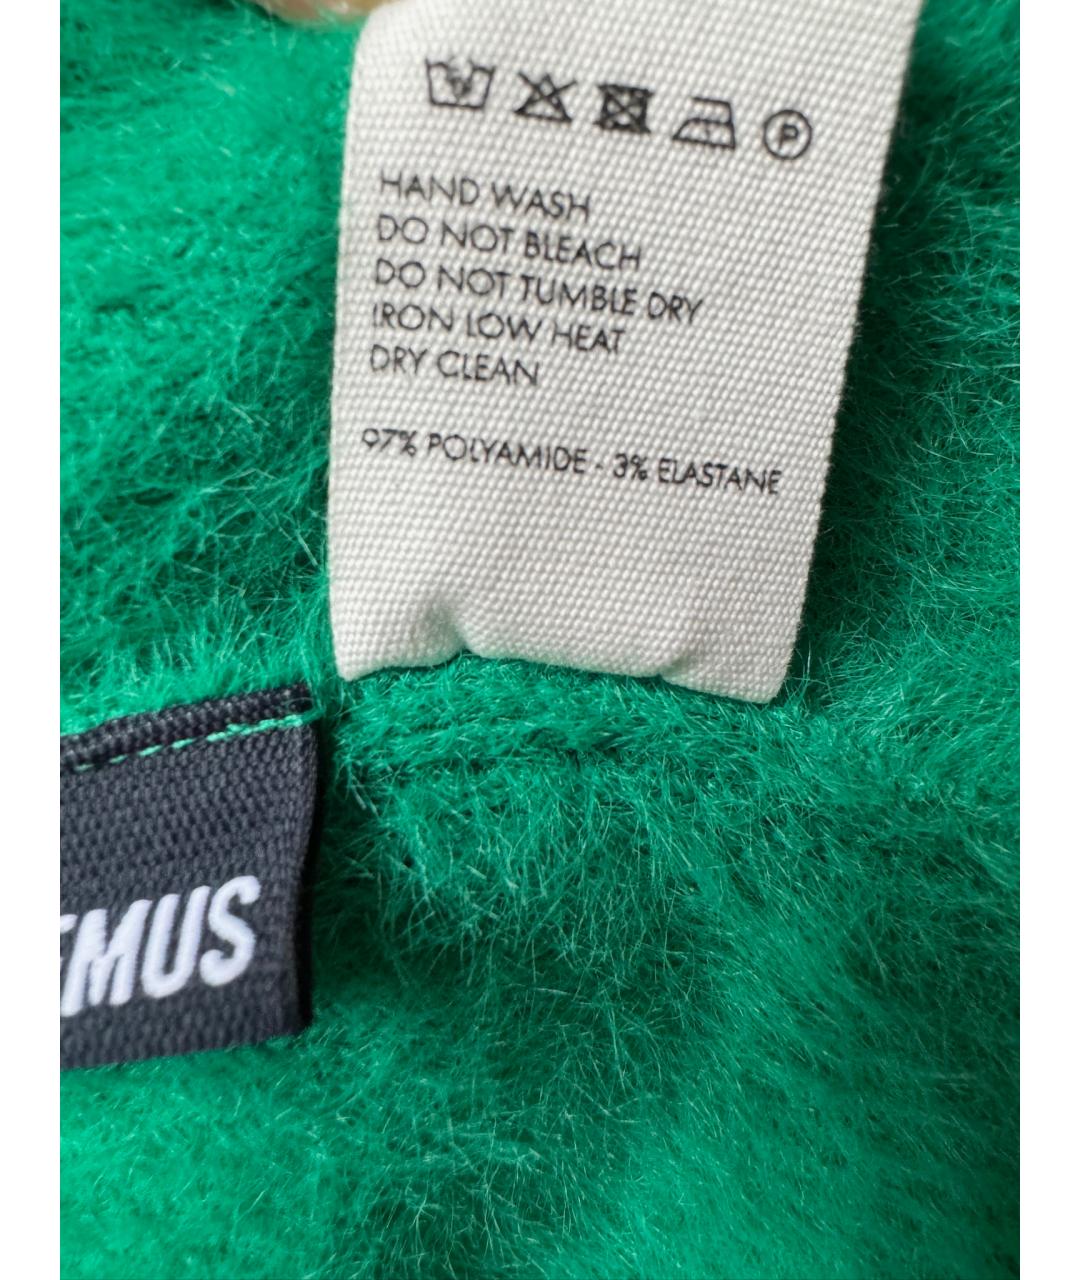 P
HAND WASH
DO NOT BLEACH
DO NOT TUMBLE DRY
IRON LOW HEAT
DRY CLEAN
97% POLYAMIDE - 3% ELASTANE
EMUS